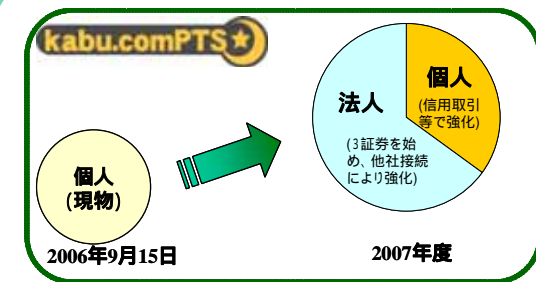 kabu.comPTS
個人
(現物)
2006年9月15日
法人
(3証券を始
め、他社接続
により強化)
個人
(信用取引
等で強化)
2007年度